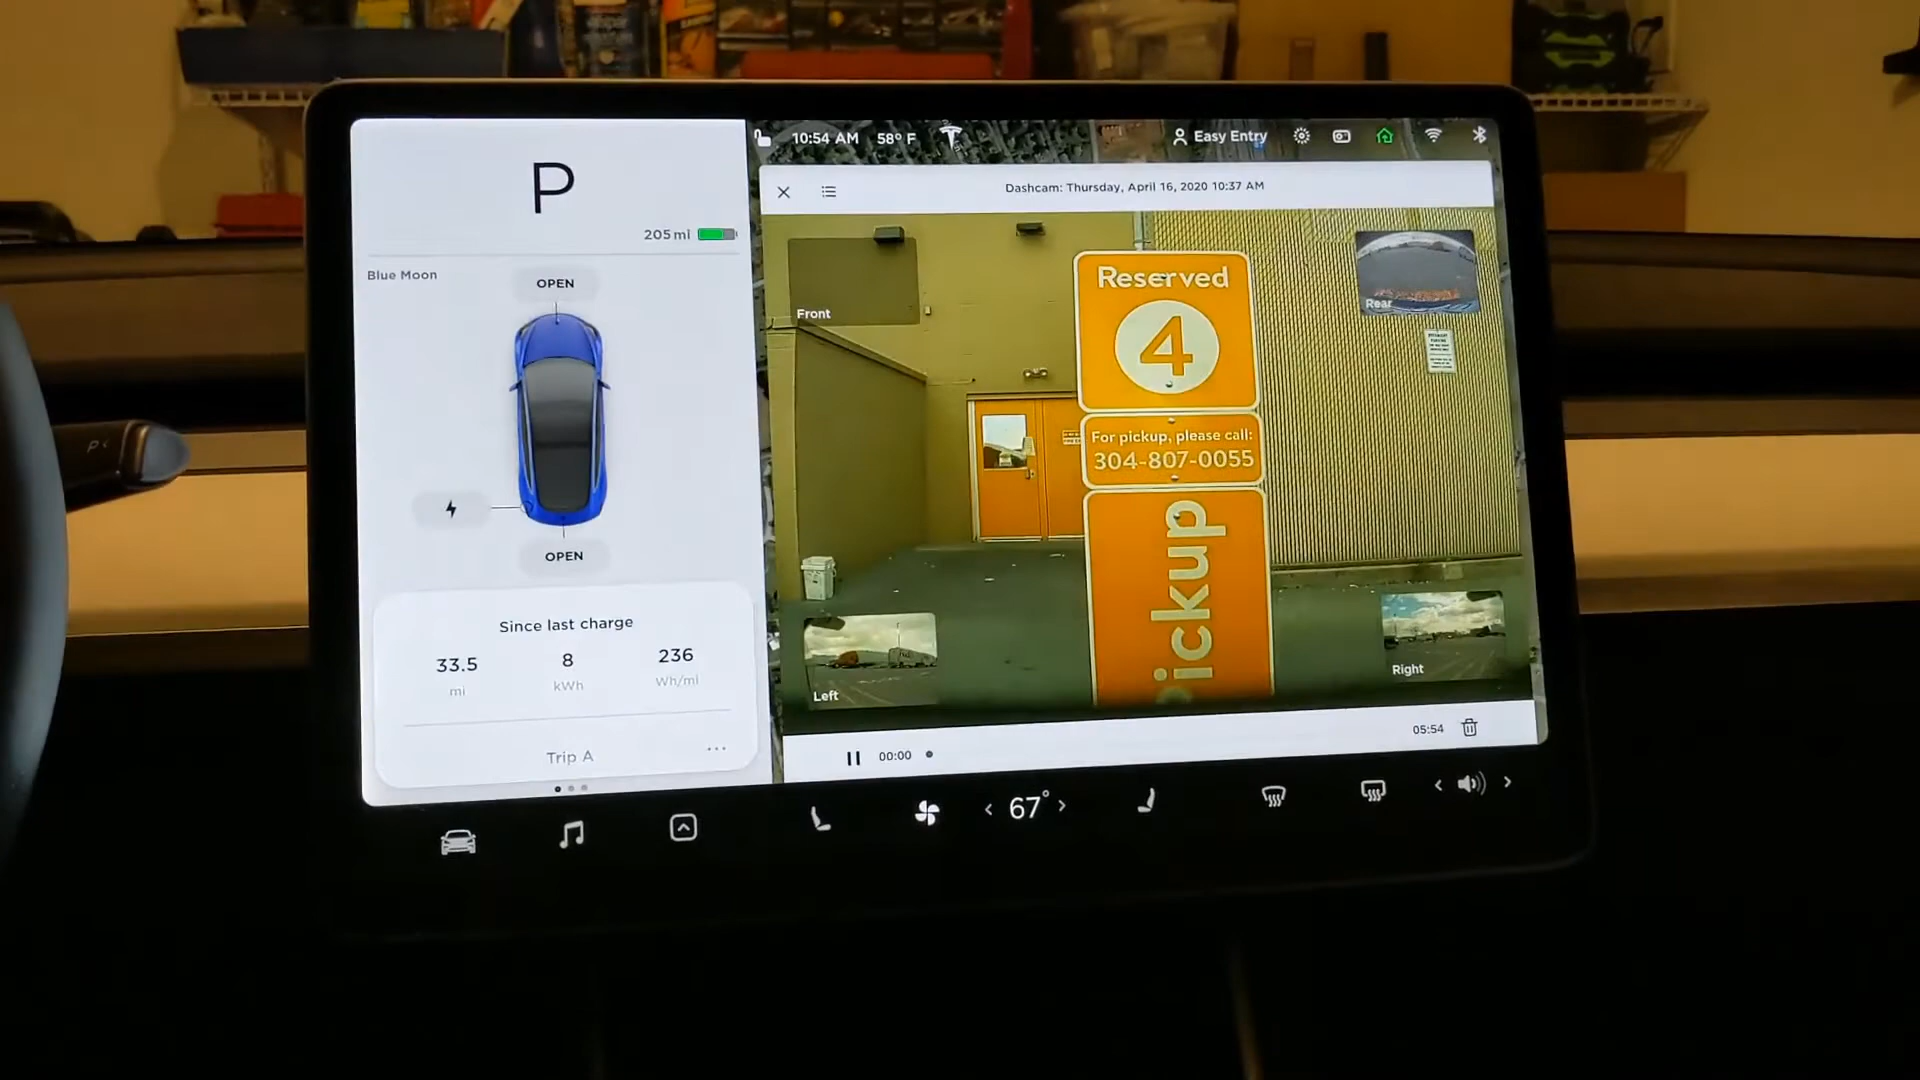 P
205 mi
Blue Moon
OPEN
OPEN
Since last charge
33.5
mi
8
kWh
236
Wh/mi
Trip A
10:54 AM 58° F
Easy Entry
Dashcam: Thursday, April 16, 2020 10:37 AM
Front
Rear
Reserved
4
For pickup, please call:
304-807-0055
Pickup
Left
Right
00:00
05:54
67°
P